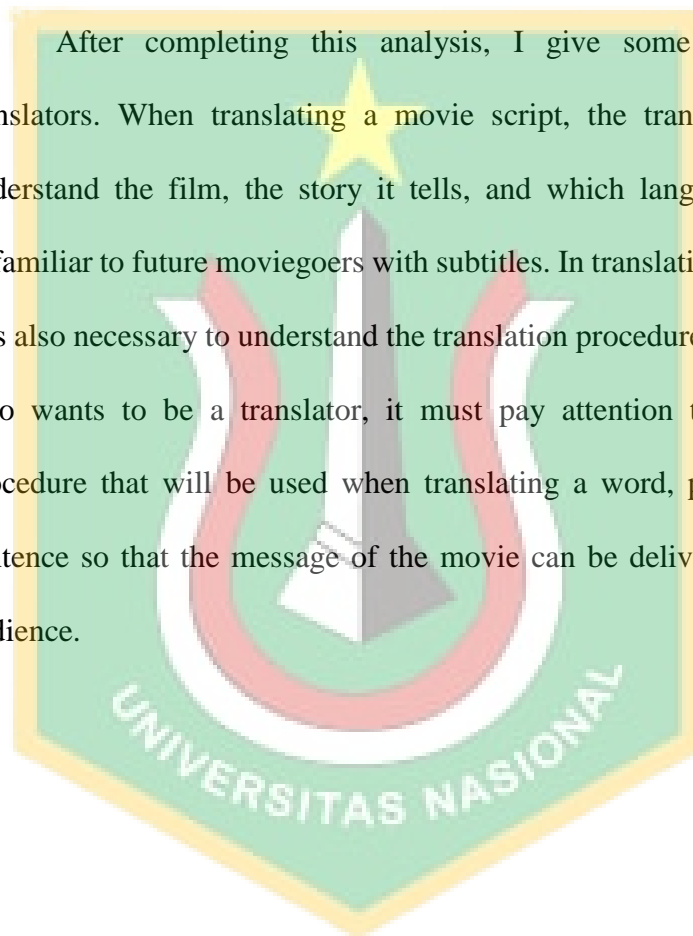 After completing this analysis, I give some
nslators. When translating a movie script, the tran
derstand the film, the story it tells, and which lang
familiar to future moviegoers with subtitles. In translati
s also necessary to understand the translation procedure
o wants to be a translator, it must pay attention t
cedure that will be used when translating a word, p
tence so that the message of the movie can be deliv
dience.
UNIVERSITAS NASIONAL